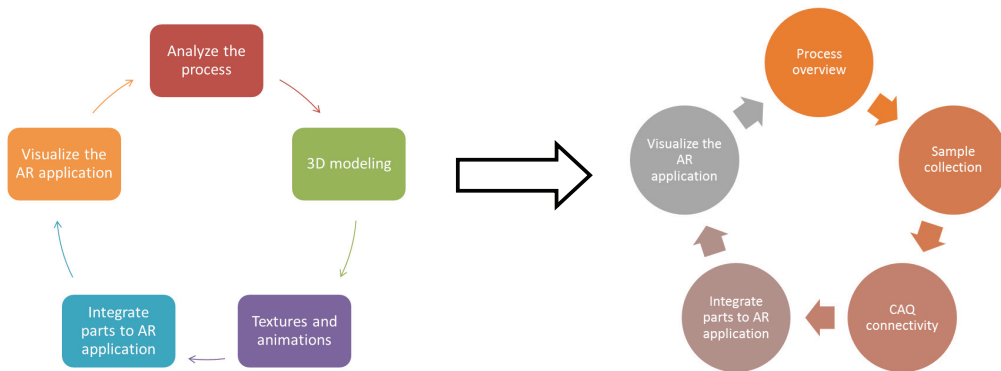 Analyze the
process
3D modeling
Textures and
animations
Integrate
parts to AR
application
Visualize the
AR application
Process
overview
Sample
collection
CAQ
connectivity
Integrate
parts to AR
application
Visualize the
AR
application